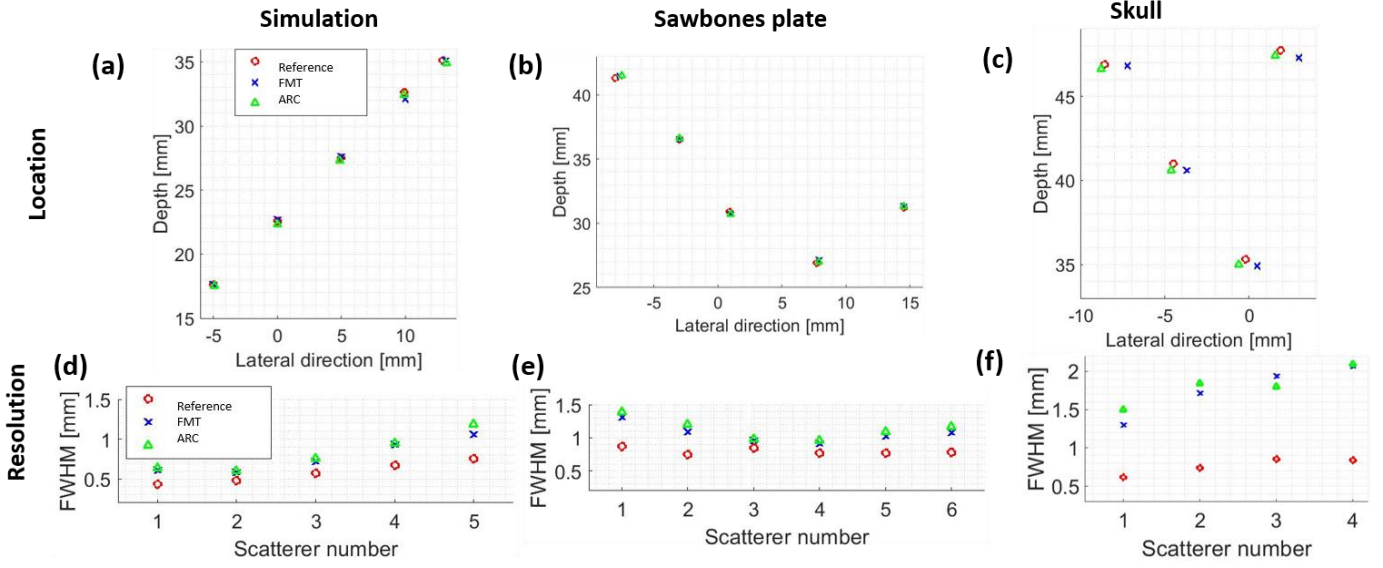 Simulation
Sawbones plate
Skull
Location
(a)
Reference
FMT
ARC
Depth [mm]
35
30
25
20
15
-5
0
5
10
Lateral direction [mm]
(b)
Depth [mm]
40
35
30
25
-5
0
5
10
15
Lateral direction [mm]
(c)
Depth [mm]
45
40
35
-10
-5
0
Lateral direction [mm]
Resolution
(d)
Reference
FMT
ARC
FWHM [mm]
1.5
1
0.5
1 2 3 4 5
Scatterer number
(e)
FWHM [mm]
1.5
1
0.5
1 2 3 4 5 6
Scatterer number
(f)
FWHM [mm]
2
1.5
1
0.5
1 2 3 4
Scatterer number